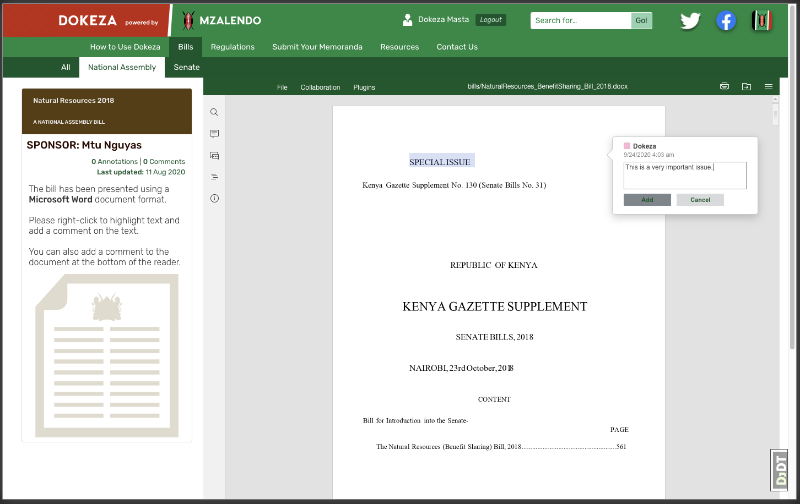 DOKEZA powered by MZALENDO
Dokeza Masta Logout
Search for... Go!
How to Use Dokeza Bills Regulations Submit Your Memoranda Resources Contact Us
All National Assembly Senate
File Collaboration Plugins
bills/NaturalResources_BenefitSharing_Bill_2018.docx
Natural Resources 2018
A NATIONAL ASSEMBLY BILL
SPONSOR: Mtu Nguyas
0 Annotations | 0 Comments
Last updated: 11 Aug 2020
The bill has been presented using a
Microsoft Word document format.
Please right-click to highlight text and
add a comment on the text.
You can also add a comment to the
document at the bottom of the reader.
SPECIAL ISSUE
Kenya Gazette Supplement No. 130 (Senate Bills No. 31)
REPUBLIC OF KENYA
KENYA GAZETTE SUPPLEMENT
SENATE BILLS, 2018
NAIROBI, 23rd October, 2018
CONTENT
Bill for Introduction into the Senate-
PAGE
The Natural Resources (Benefit Sharing) Bill, 2018..........................................561
Dokeza
9/24/2020 4:03 am
This is a very important issue.
Add Cancel
DjDT